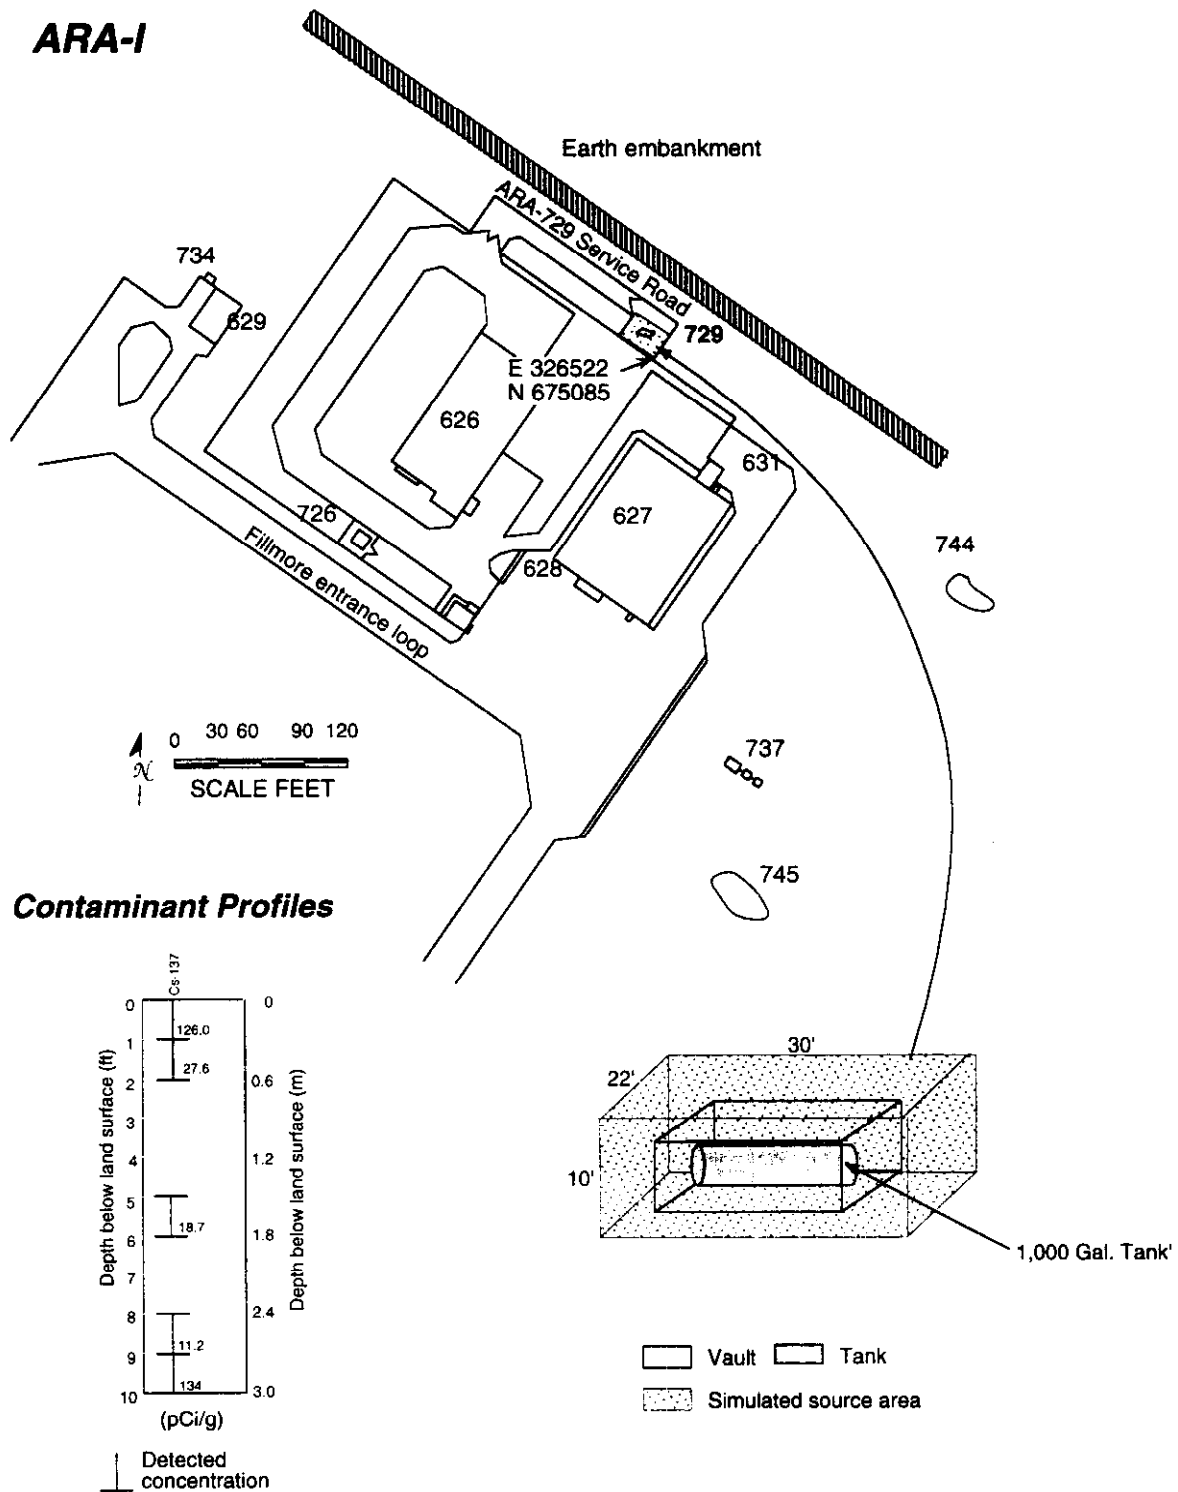 ARA-I
Earth embankment
ARA-729 Service Road
734
629
729
E 326522
N 675085
626
631
627
726
744
628
Fillmore entrance loop
0 30 60 90 120
N
SCALE FEET
737
745
Contaminant Profiles
Cs-137
0 0
126.0
1
27.6
2 0.6
3
4 1.2
5
18.7
6 1.8
7
8 2.4
11.2
9
134
10 3.0
Depth below land surface (ft)
Depth below land surface (m)
(pCi/g)
Detected
concentration
30'
22'
10'
1,000 Gal. Tank'
Vault Tank
Simulated source area